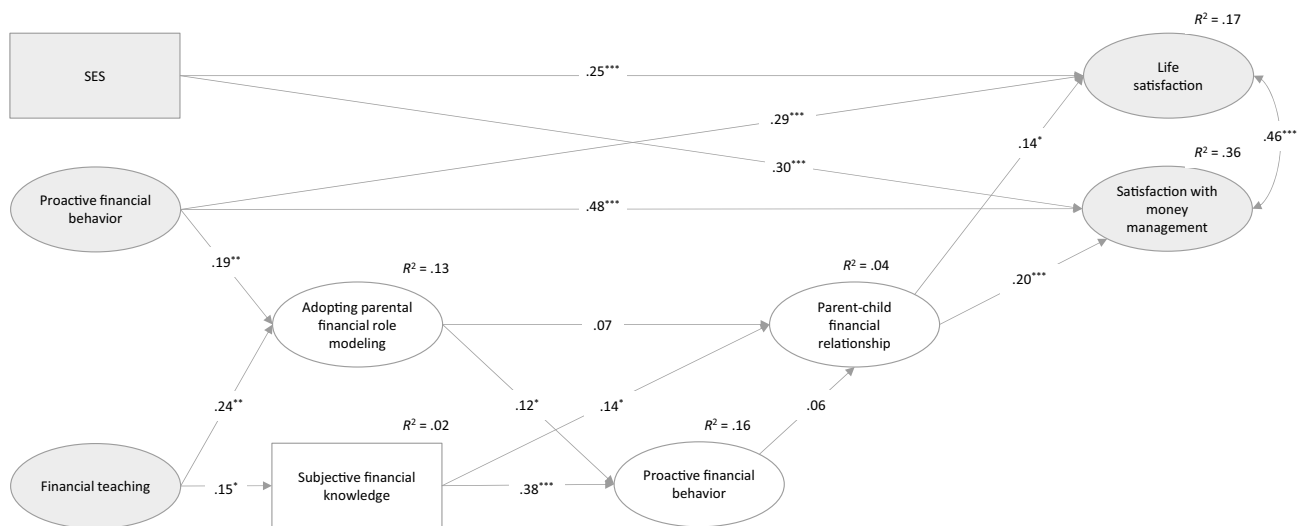 R² = .17
SES
.25***
Life
satisfaction
.29***
.14*
.46***
.30***
R² = .36
Proactive financial
behavior
.48***
Satisfaction with
money
management
.19**
R² = .13
R² = .04
.20***
Adopting parental
financial role
modeling
.07
Parent-child
financial
relationship
.24**
.12*
.14*
.06
R² = .02
R² = .16
Financial teaching
.15*
Subjective financial
knowledge
.38***
Proactive financial
behavior